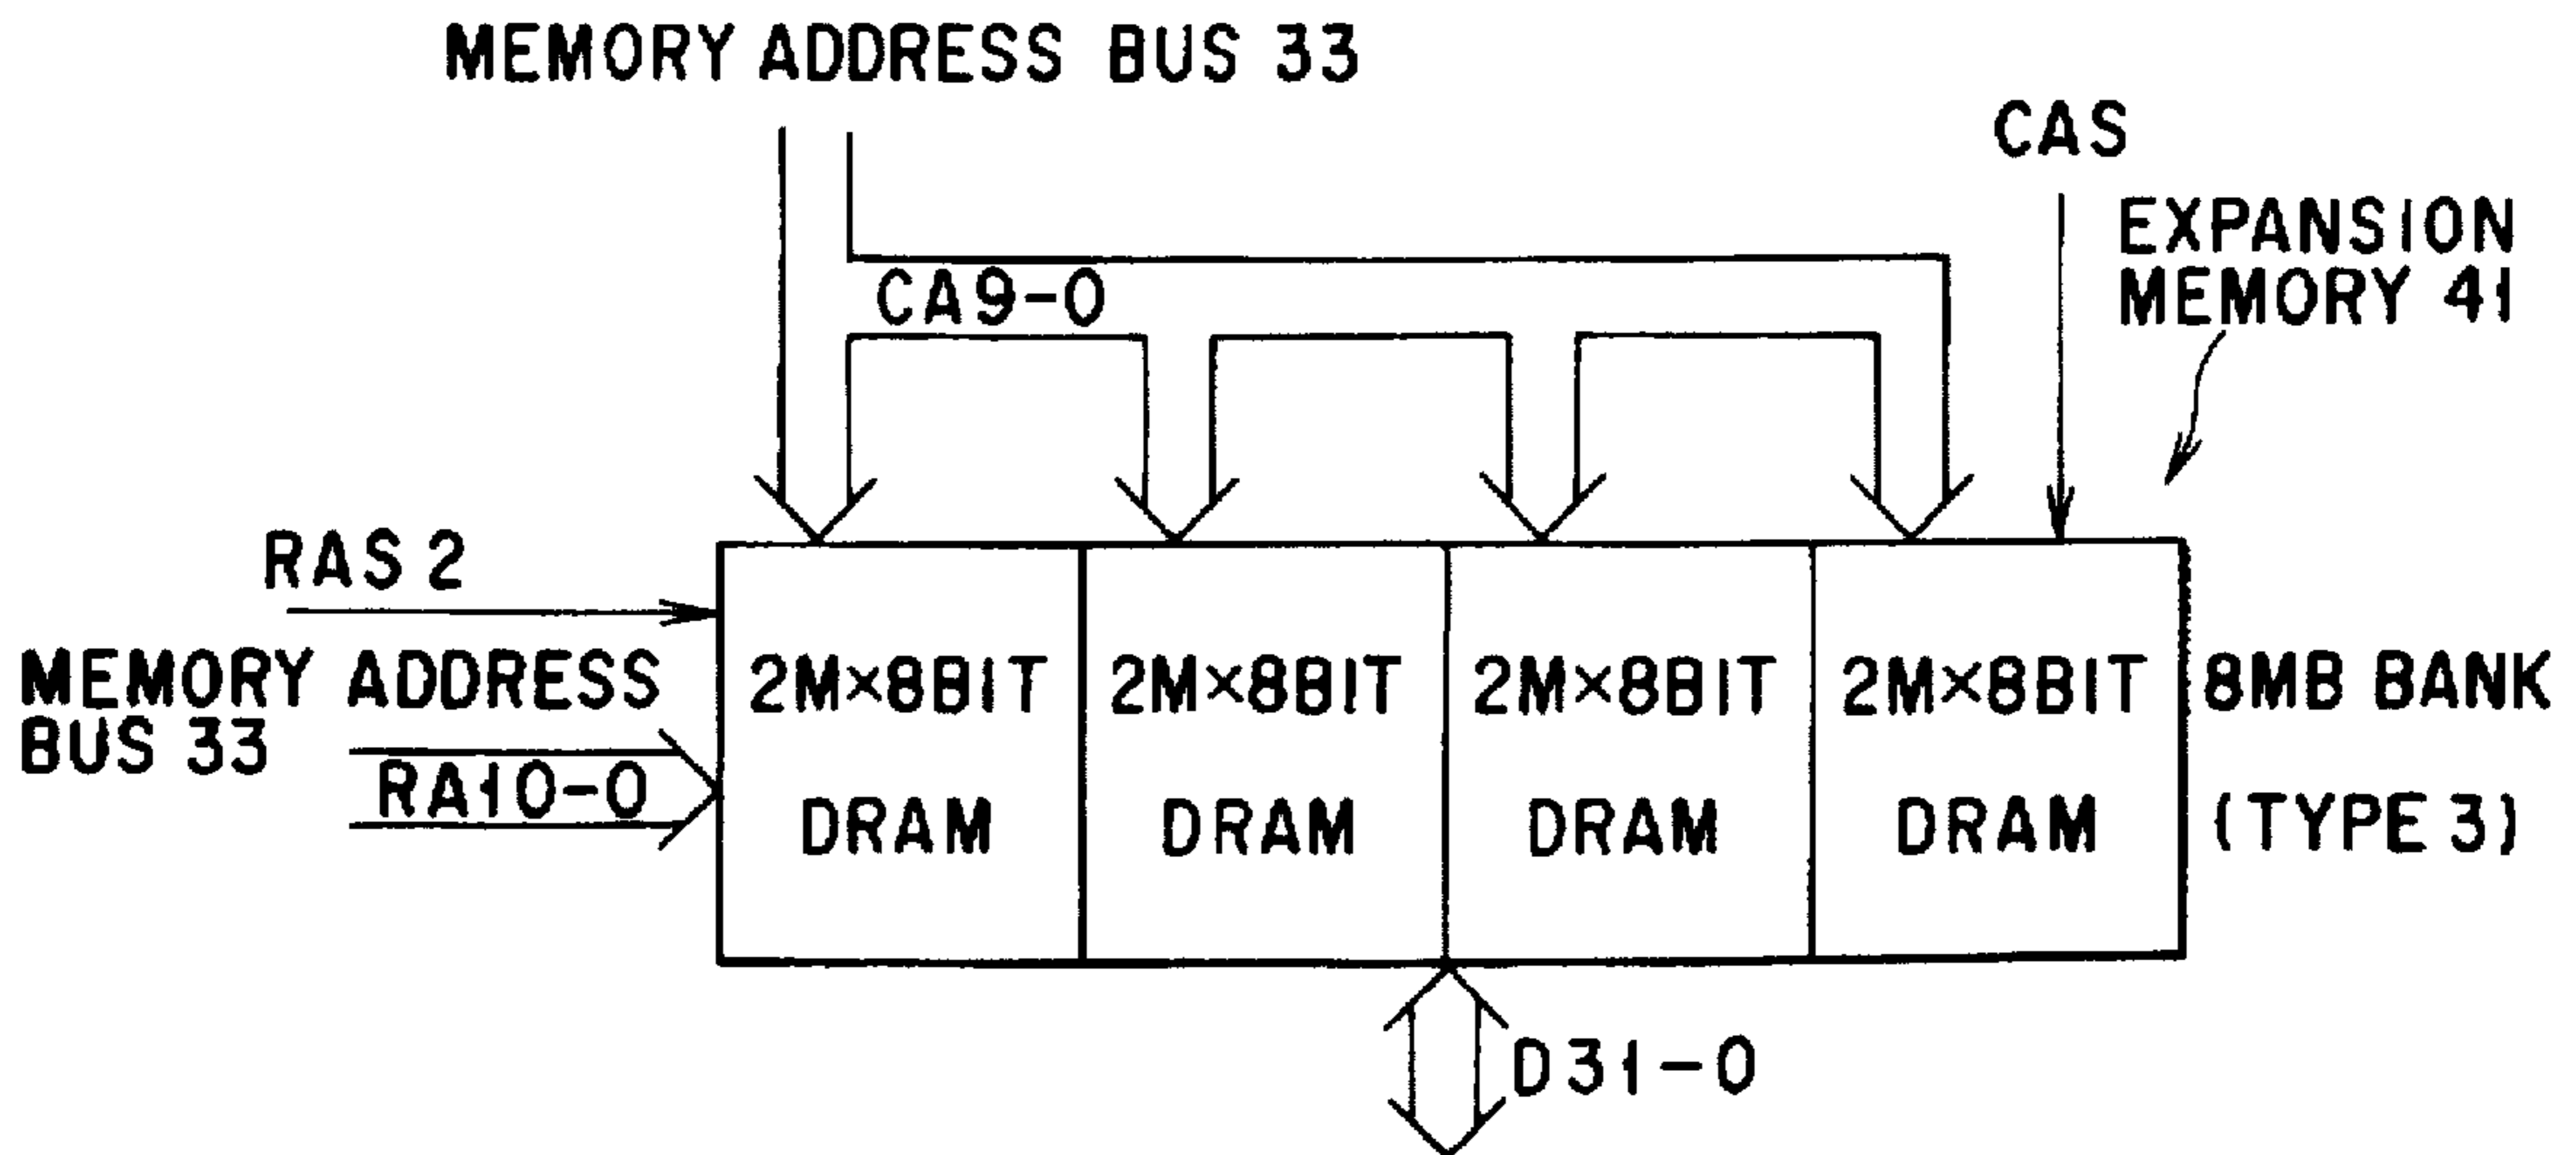 MEMORY ADDRESS BUS 33
CAS
EXPANSION
MEMORY 41
CA9-0
RAS 2
MEMORY ADDRESS
BUS 33
RA10-0
2M×8BIT
DRAM
2M×8BIT
DRAM
2M×8BIT
DRAM
2M×8BIT
DRAM
8MB BANK
(TYPE 3)
D31-0